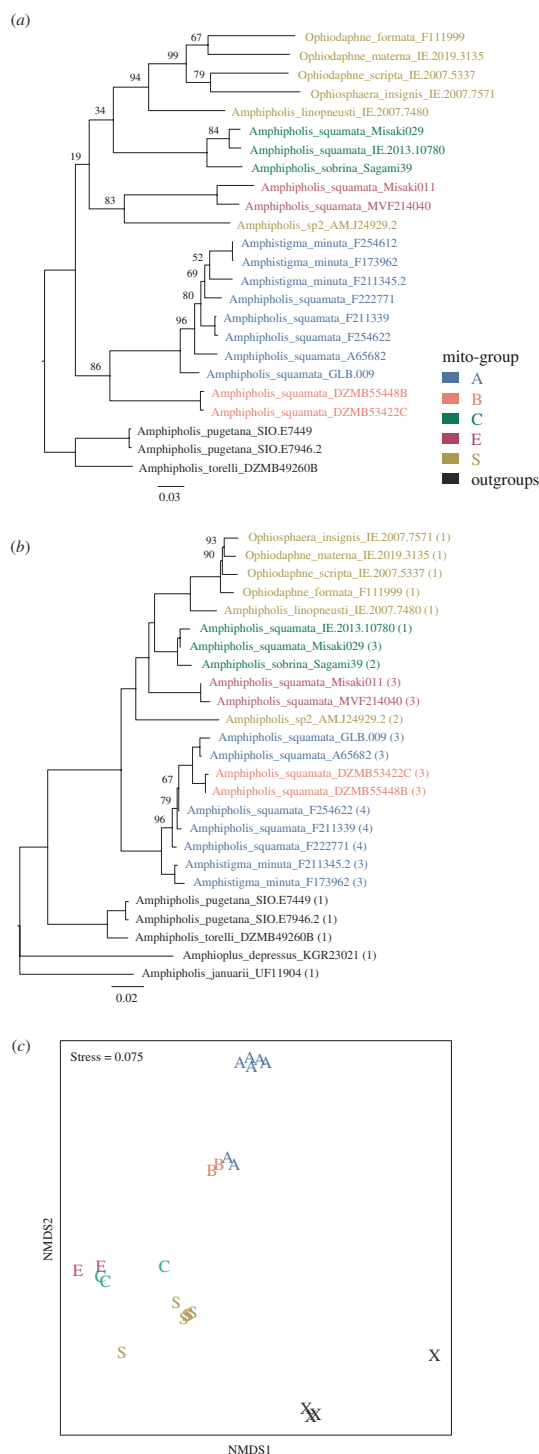 (a)
67
Ophiodaphne_formata_F111999
99
Ophiodaphne_materna_IE.2019.3135
94
79
Ophiodaphne_scripta_IE.2007.5337
Ophiosphaera_insignis_IE.2007.7571
34
Amphipholis_linopneusti_IE.2007.7480
84
Amphipholis_squamata_Misaki029
Amphipholis_squamata_IE.2013.10780
19
Amphipholis_sobrina_Sagami39
83
Amphipholis_squamata_Misaki011
Amphipholis_squamata_MVF214040
Amphipholis_sp2_AM.J24929.2
Amphistigma_minuta_F254612
52
Amphistigma_minuta_F173962
69
Amphistigma_minuta_F211345.2
80
Amphipholis_squamata_F222771
Amphipholis_squamata_F211339
96
Amphipholis_squamata_F254622
Amphipholis_squamata_A65682
86
Amphipholis_squamata_GLB.009
Amphipholis_squamata_DZMB55448B
Amphipholis_squamata_DZMB53422C
Amphipholis_pugetana_SIO.E7449
Amphipholis_pugetana_SIO.E7946.2
Amphipholis_torelli_DZMB49260B
0.03
mito-group
A
B
C
E
S
outgroups
(b)
93
Ophiosphaera_insignis_IE.2007.7571 (1)
90
Ophiodaphne_materna_IE.2019.3135 (1)
Ophiodaphne_scripta_IE.2007.5337 (1)
Ophiodaphne_formata_F111999 (1)
Amphipholis_linopneusti_IE.2007.7480 (1)
Amphipholis_squamata_IE.2013.10780 (1)
Amphipholis_squamata_Misaki029 (3)
Amphipholis_sobrina_Sagami39 (2)
Amphipholis_squamata_Misaki011 (3)
Amphipholis_squamata_MVF214040 (3)
Amphipholis_sp2_AM.J24929.2 (2)
Amphipholis_squamata_GLB.009 (3)
Amphipholis_squamata_A65682 (3)
67
Amphipholis_squamata_DZMB53422C (3)
79
Amphipholis_squamata_DZMB55448B (3)
Amphipholis_squamata_F254622 (4)
96
Amphipholis_squamata_F211339 (4)
Amphipholis_squamata_F222771 (4)
Amphistigma_minuta_F211345.2 (3)
Amphistigma_minuta_F173962 (3)
Amphipholis_pugetana_SIO.E7449 (1)
Amphipholis_pugetana_SIO.E7946.2 (1)
Amphipholis_torelli_DZMB49260B (1)
Amphioplus_depressus_KGR23021 (1)
Amphipholis_januarii_UF11904 (1)
0.02
(c)
Stress = 0.075
A A A A A
B B A A
E E C C C
S S S S S
S
X
X X X
NMDS2
NMDS1